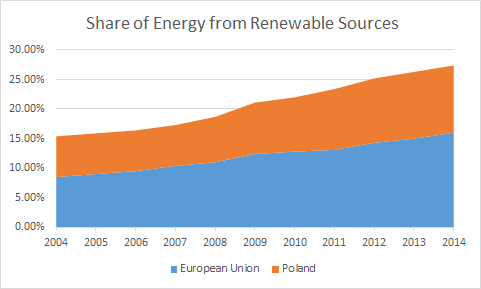 Share of Energy from Renewable Sources
30.00%
25.00%
20.00%
15.00%
10.00%
5.00%
0.00%
2004 2005 2006 2007 2008 2009 2010 2011 2012 2013 2014
European Union Poland